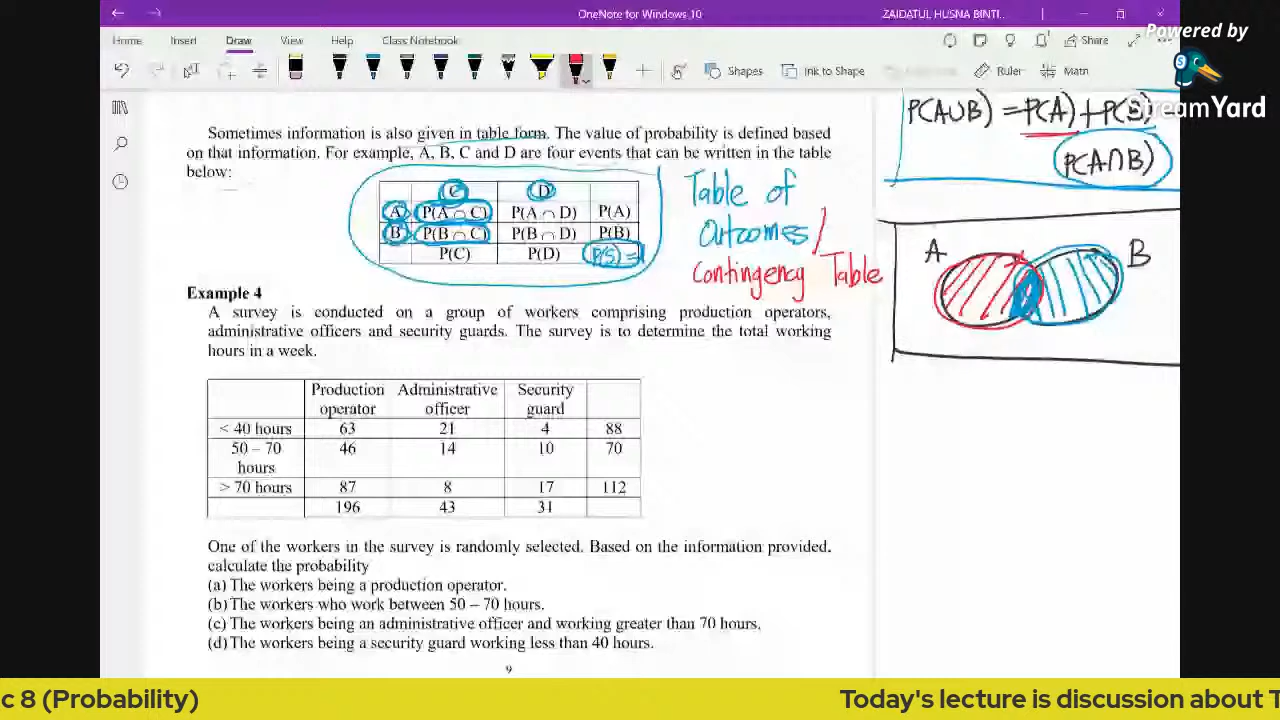 OneNote for Windows 10
ZAIDATUL HUSNA BINTI...
Powered by
StreamYard
Home Insert Draw View Help Class Notebook Share
Shapes Ink to Shape Ruler Math
Sometimes information is also given in table form. The value of probability is defined based
on that information. For example, A, B, C and D are four events that can be written in the table
below:
C D
A P(A ∩ C) P(A ∩ D) P(A)
B P(B ∩ C) P(B ∩ D) P(B)
P(C) P(D) P(S) = 1
Table of
Outcomes /
Contingency Table
P(A∪B) = P(A) + P(B) -
P(A∩B)
A B
Example 4
A survey is conducted on a group of workers comprising production operators,
administrative officers and security guards. The survey is to determine the total working
hours in a week.
Production operator Administrative officer Security guard
< 40 hours 63 21 4 88
50 – 70 hours 46 14 10 70
> 70 hours 87 8 17 112
196 43 31
One of the workers in the survey is randomly selected. Based on the information provided,
calculate the probability
(a) The workers being a production operator.
(b) The workers who work between 50 – 70 hours.
(c) The workers being an administrative officer and working greater than 70 hours.
(d) The workers being a security guard working less than 40 hours.
9
c 8 (Probability)
Today's lecture is discussion about T